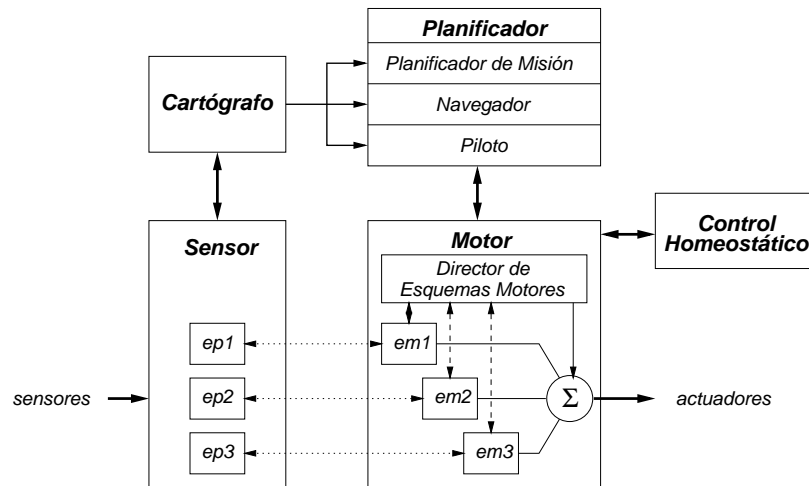 Planificador
Planificador de Misión
Cartógrafo
Navegador
Piloto
Sensor
Motor
Control
Homeostático
Director de
Esquemas Motores
ep1
em1
sensores
ep2
em2
Σ
actuadores
ep3
em3